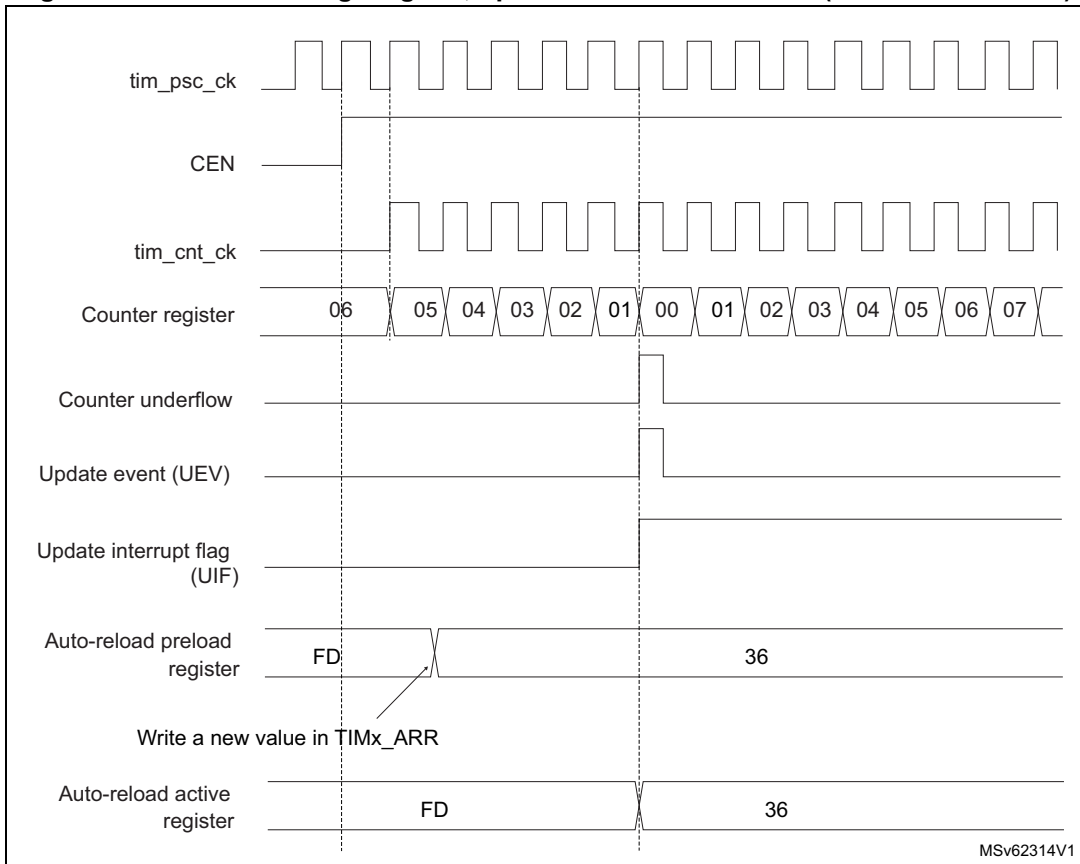 tim_psc_ck
CEN
tim_cnt_ck
Counter register 06 05 04 03 02 01 00 01 02 03 04 05 06 07
Counter underflow
Update event (UEV)
Update interrupt flag
(UIF)
Auto-reload preload
register
FD 36
Write a new value in TIMx_ARR
Auto-reload active
register
FD 36
MSv62314V1